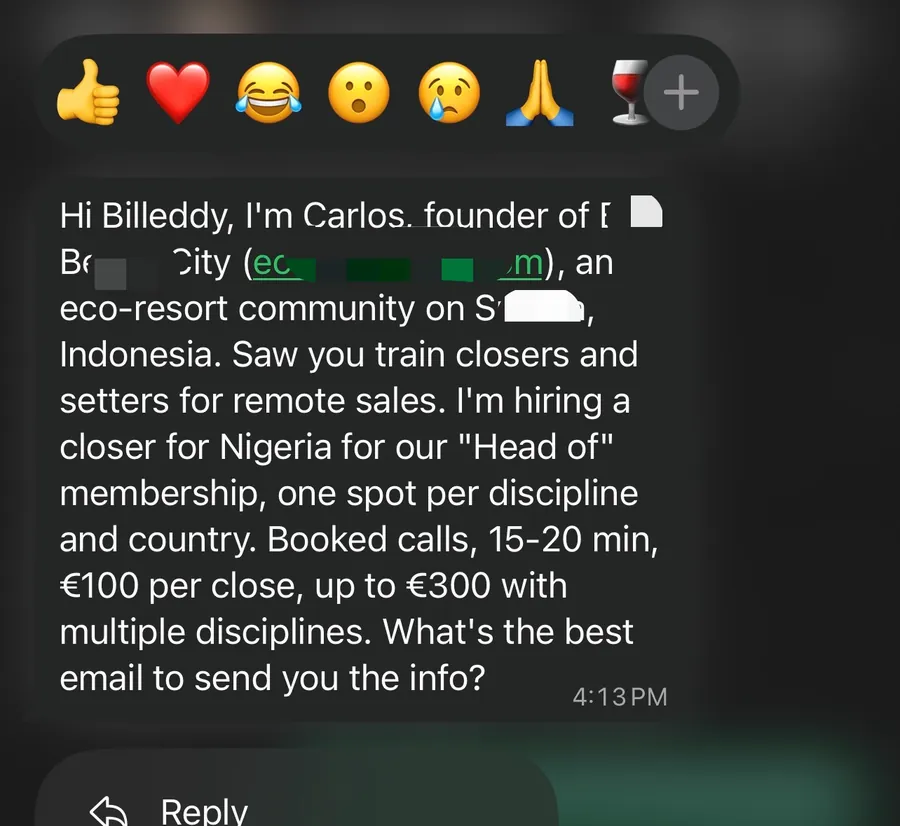 Hi Billeddy, I'm Carlos, founder of
City (), an
eco-resort community on
Indonesia. Saw you train closers and
setters for remote sales. I'm hiring a
closer for Nigeria for our "Head of"
membership, one spot per discipline
and country. Booked calls, 15-20 min,
€100 per close, up to €300 with
multiple disciplines. What's the best
email to send you the info?
4:13 PM
Reply